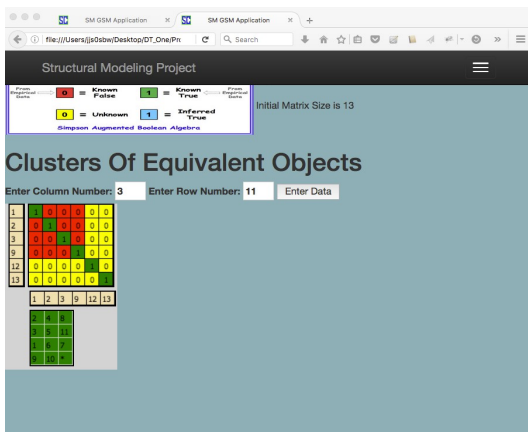 SC SM GSM Application × SC SM GSM Application × +
file:///Users/jjs0sbw/Desktop/DT_One/Pr Search
Structural Modeling Project
From Empirical Data 0 = Known False 1 = Known True From Empirical Data
0 = Unknown 1 = Inferred True
Simpson Augmented Boolean Algebra
Initial Matrix Size is 13
Clusters Of Equivalent Objects
Enter Column Number: 3 Enter Row Number: 11 Enter Data
1 1 0 0 0 0 0
2 0 1 0 0 0 0
3 0 0 1 0 0 0
9 0 0 0 1 0 0
12 0 0 0 0 1 0
13 0 0 0 0 0 1
1 2 3 9 12 13
2 4 8
3 5 11
1 6 7
9 10 *